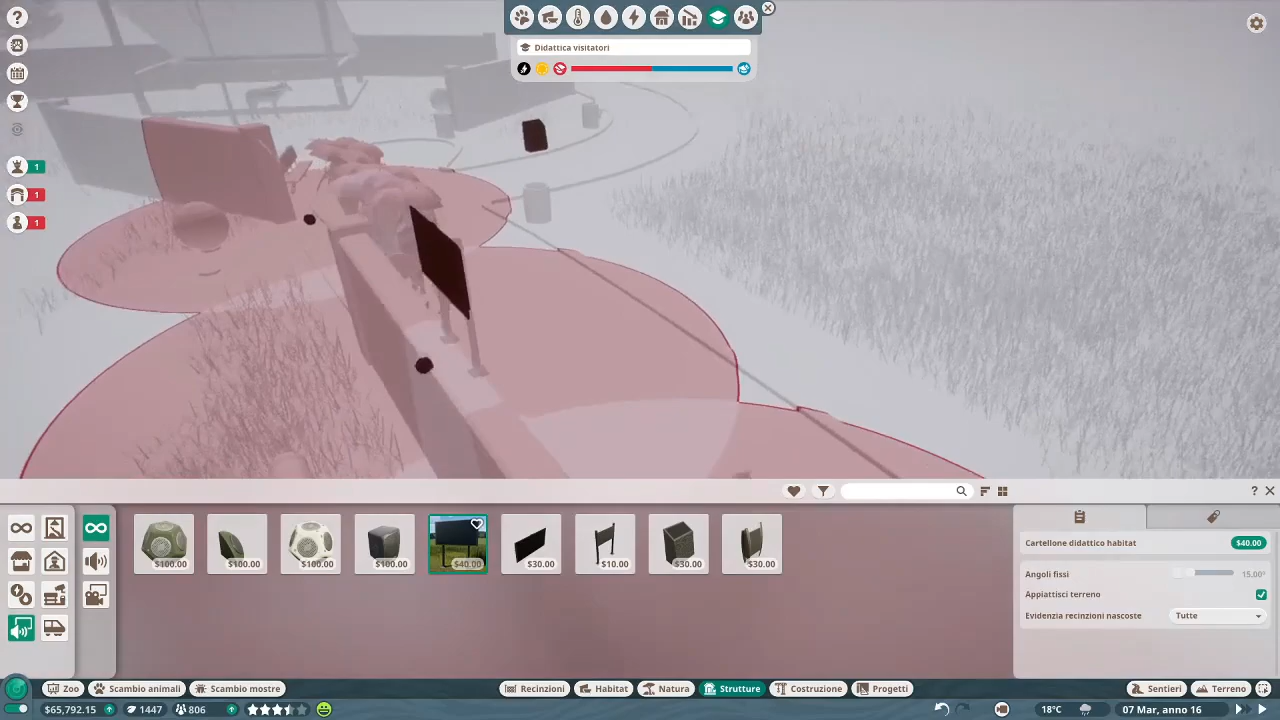 Didattica visitatori
1
1
1
$100.00
$100.00
$100.00
$100.00
$40.00
$30.00
$10.00
$30.00
$30.00
Cartellone didattico habitat
$40.00
Angoli fissi
15.00°
Appiattisci terreno
Evidenzia recinzioni nascoste
Tutte
Zoo
Scambio animali
Scambio mostre
Recinzioni
Habitat
Natura
Strutture
Costruzione
Progetti
Sentieri
Terreno
$65,792.15
1447
806
18°C
07 Mar, anno 16